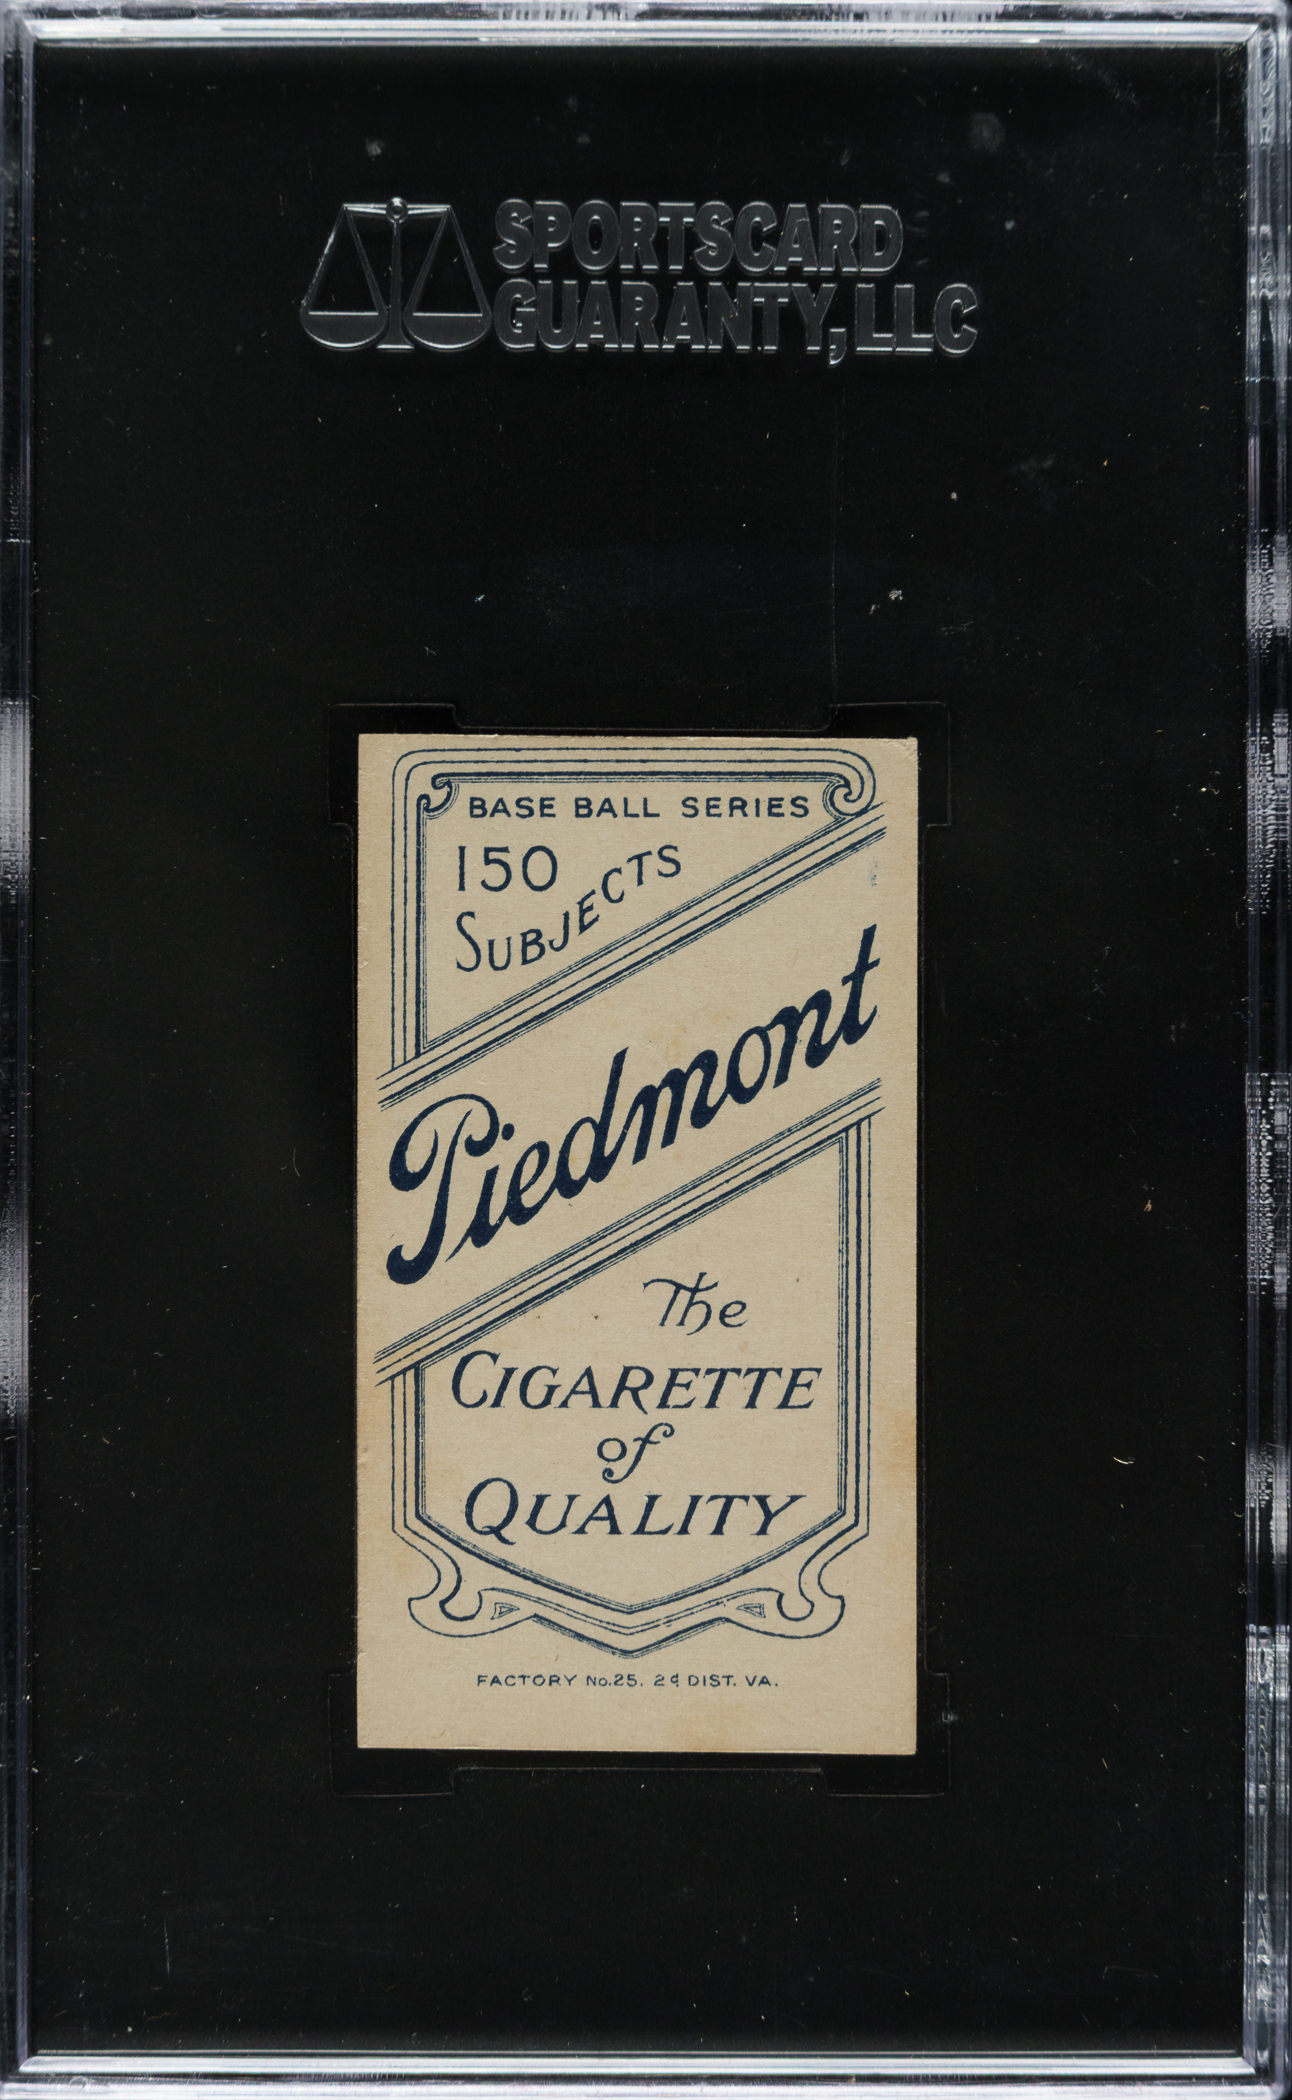 SPORTSCARD
GUARANTY, LLC
BASE BALL SERIES
150
SUBJECTS
Piedmont
The
CIGARETTE
of
QUALITY
FACTORY No.25. 2d DIST. VA.